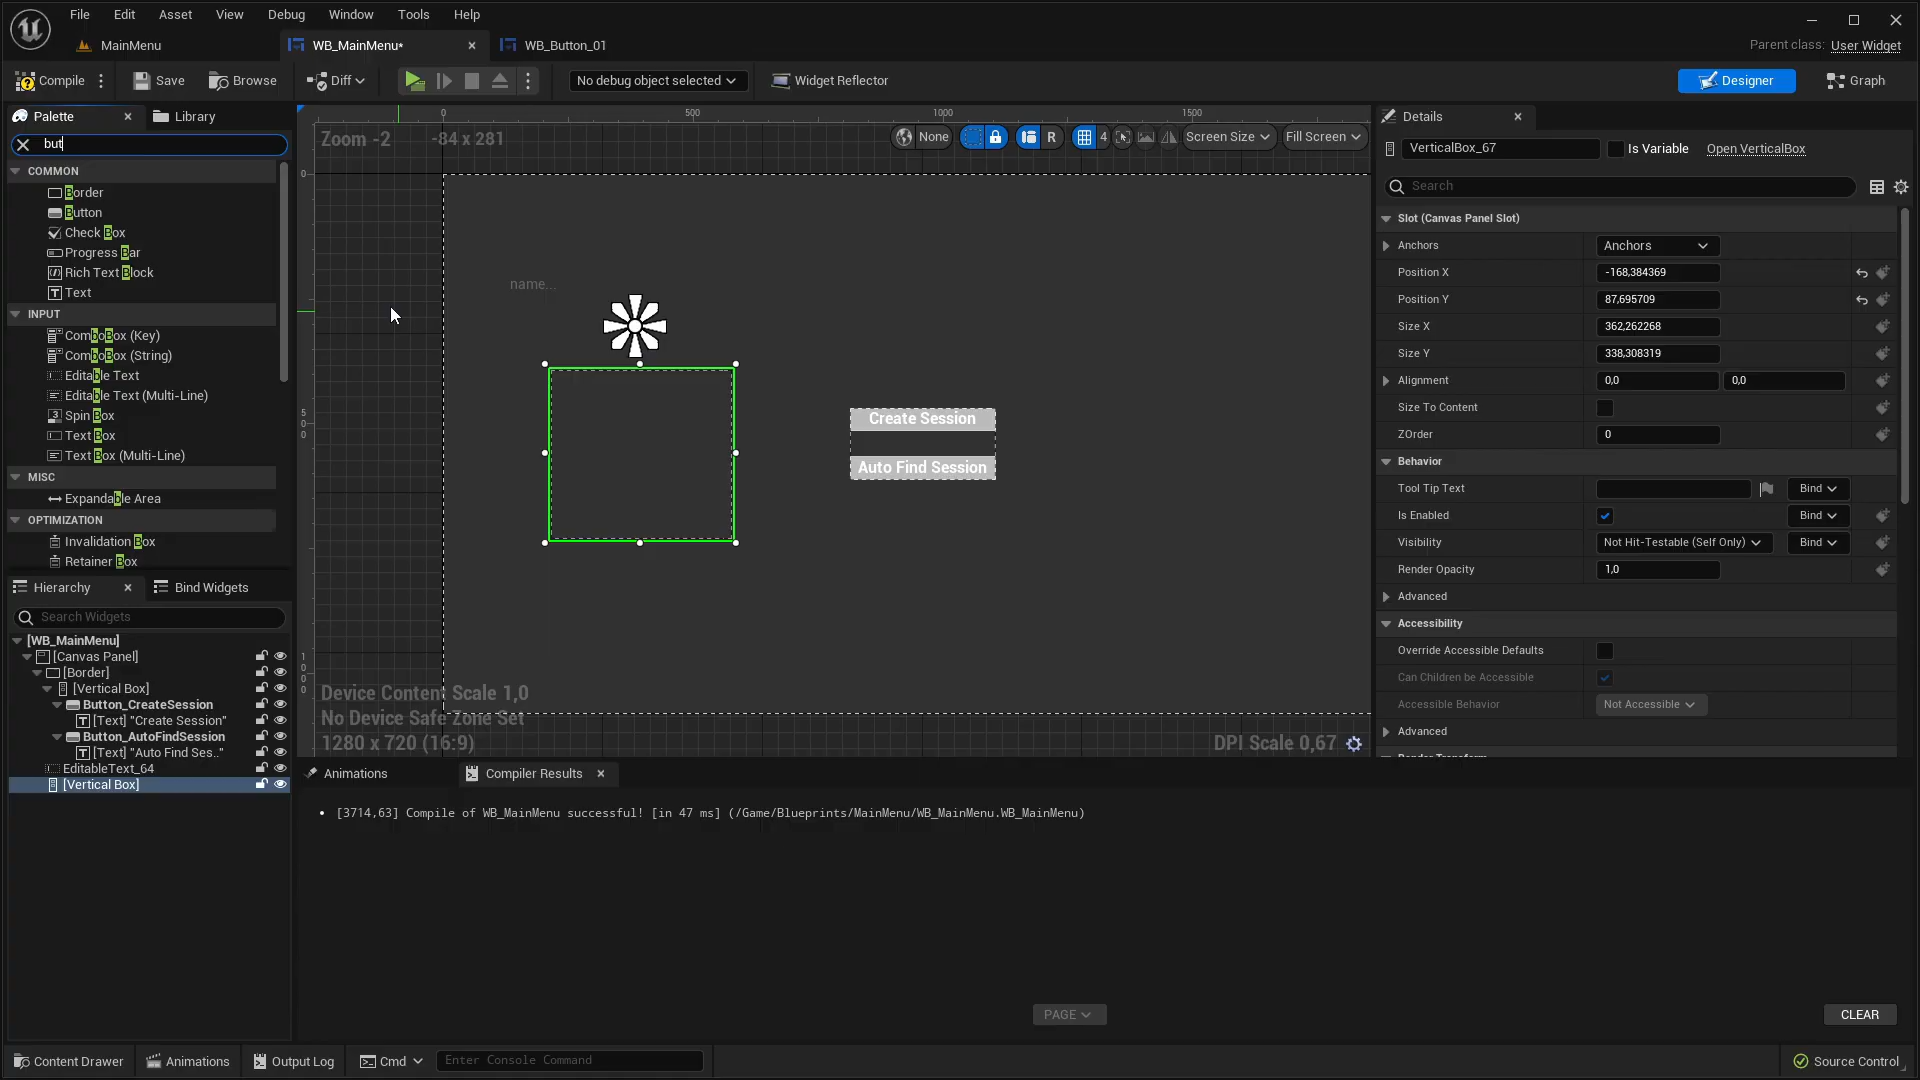 File Edit Asset View Debug Window Tools Help
MainMenu WB_MainMenu* WB_Button_01
Parent class: User Widget
Compile Save Browse Diff No debug object selected Widget Reflector Designer Graph
Palette Library
but
COMMON
Border
Button
Check Box
Progress Bar
Rich Text Block
Text
INPUT
ComboBox (Key)
ComboBox (String)
Editable Text
Editable Text (Multi-Line)
Spin Box
Text Box
Text Box (Multi-Line)
MISC
Expandable Area
OPTIMIZATION
Invalidation Box
Retainer Box
Hierarchy Bind Widgets
Search Widgets
[WB_MainMenu]
[Canvas Panel]
[Border]
[Vertical Box]
Button_CreateSession
[Text] "Create Session"
Button_AutoFindSession
[Text] "Auto Find Ses.."
EditableText_64
[Vertical Box]
0 500 1000 1500
Zoom -2 -84 x 281
None R 4 Screen Size Fill Screen
0
500
1000
name...
Create Session
Auto Find Session
Device Content Scale 1,0
No Device Safe Zone Set
1280 x 720 (16:9)
DPI Scale 0,67
Details
VerticalBox_67 Is Variable Open VerticalBox
Search
Slot (Canvas Panel Slot)
Anchors Anchors
Position X -168,384369
Position Y 87,695709
Size X 362,262268
Size Y 338,308319
Alignment 0,0 0,0
Size To Content
ZOrder 0
Behavior
Tool Tip Text Bind
Is Enabled Bind
Visibility Not Hit-Testable (Self Only) Bind
Render Opacity 1,0
Advanced
Accessibility
Override Accessible Defaults
Can Children be Accessible
Accessible Behavior Not Accessible
Advanced
Render Transform
Animations Compiler Results
[3714,63] Compile of WB_MainMenu successful! [in 47 ms] (/Game/Blueprints/MainMenu/WB_MainMenu.WB_MainMenu)
PAGE CLEAR
Content Drawer Animations Output Log Cmd Enter Console Command Source Control